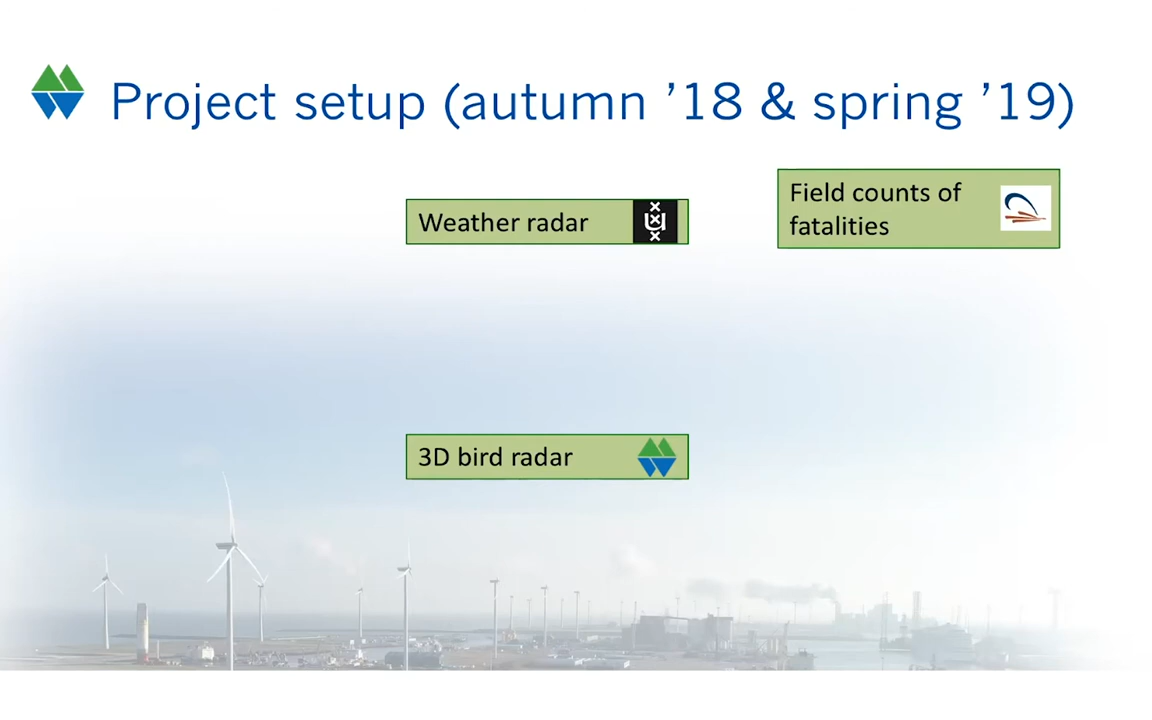 Project setup (autumn ’18 & spring ’19)
Weather radar
Field counts of
fatalities
3D bird radar